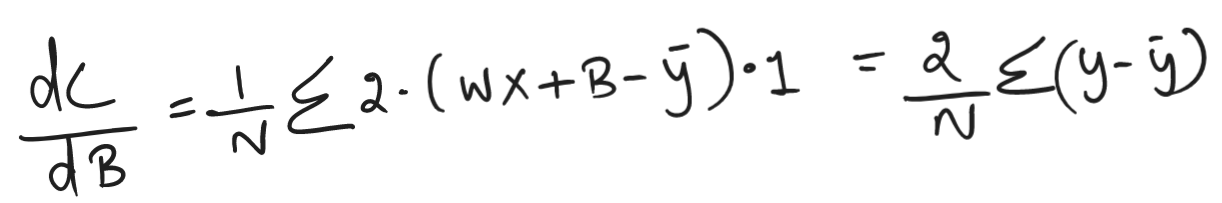 dC/dB = 1/N Σ 2·(wx+B-ȳ)·1 = 2/N Σ(y-ȳ)